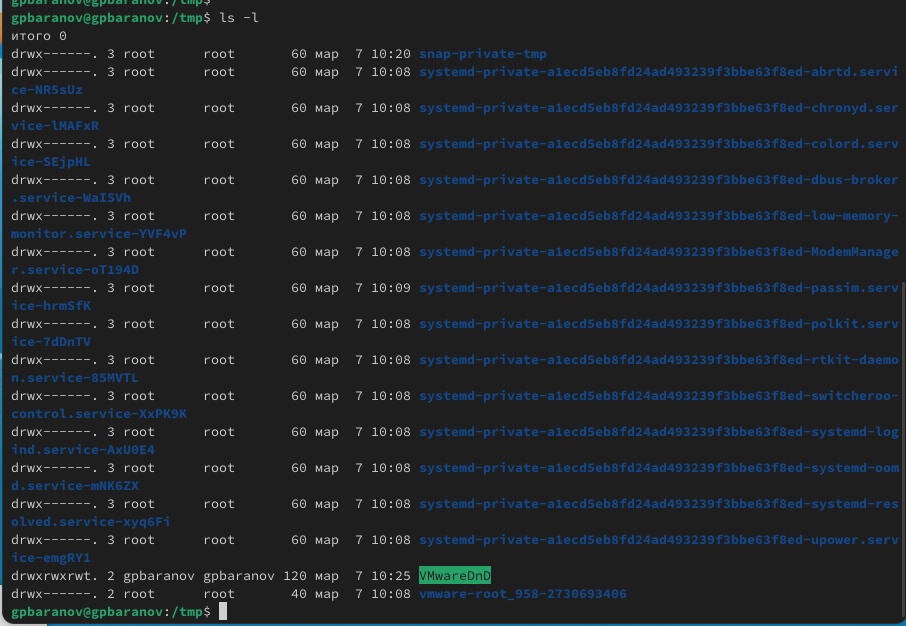 gpbaranov@gpbaranov:/tmp$
gpbaranov@gpbaranov:/tmp$ ls -l
итого 0
drwx------. 3 root      root       60 мар  7 10:20 snap-private-tmp
drwx------. 3 root      root       60 мар  7 10:08 systemd-private-a1ecd5eb8fd24ad493239f3bbe63f8ed-abrtd.servi
ce-NR5sUz
drwx------. 3 root      root       60 мар  7 10:08 systemd-private-a1ecd5eb8fd24ad493239f3bbe63f8ed-chronyd.ser
vice-lMAFxR
drwx------. 3 root      root       60 мар  7 10:08 systemd-private-a1ecd5eb8fd24ad493239f3bbe63f8ed-colord.serv
ice-SEjpHL
drwx------. 3 root      root       60 мар  7 10:08 systemd-private-a1ecd5eb8fd24ad493239f3bbe63f8ed-dbus-broker
.service-WaISVh
drwx------. 3 root      root       60 мар  7 10:08 systemd-private-a1ecd5eb8fd24ad493239f3bbe63f8ed-low-memory-
monitor.service-YVF4vP
drwx------. 3 root      root       60 мар  7 10:08 systemd-private-a1ecd5eb8fd24ad493239f3bbe63f8ed-ModemManage
r.service-oT194D
drwx------. 3 root      root       60 мар  7 10:09 systemd-private-a1ecd5eb8fd24ad493239f3bbe63f8ed-passim.serv
ice-hrmSfK
drwx------. 3 root      root       60 мар  7 10:08 systemd-private-a1ecd5eb8fd24ad493239f3bbe63f8ed-polkit.serv
ice-7dDnTV
drwx------. 3 root      root       60 мар  7 10:08 systemd-private-a1ecd5eb8fd24ad493239f3bbe63f8ed-rtkit-daemo
n.service-85MVTL
drwx------. 3 root      root       60 мар  7 10:08 systemd-private-a1ecd5eb8fd24ad493239f3bbe63f8ed-switcheroo-
control.service-XxPK9K
drwx------. 3 root      root       60 мар  7 10:08 systemd-private-a1ecd5eb8fd24ad493239f3bbe63f8ed-systemd-log
ind.service-AxU0E4
drwx------. 3 root      root       60 мар  7 10:08 systemd-private-a1ecd5eb8fd24ad493239f3bbe63f8ed-systemd-oom
d.service-mNK6ZX
drwx------. 3 root      root       60 мар  7 10:08 systemd-private-a1ecd5eb8fd24ad493239f3bbe63f8ed-systemd-res
olved.service-xyq6Fi
drwx------. 3 root      root       60 мар  7 10:08 systemd-private-a1ecd5eb8fd24ad493239f3bbe63f8ed-upower.serv
ice-emgRY1
drwxrwxrwt. 2 gpbaranov gpbaranov 120 мар  7 10:25 VMwareDnD
drwx------. 2 root      root       40 мар  7 10:08 vmware-root_958-2730693406
gpbaranov@gpbaranov:/tmp$